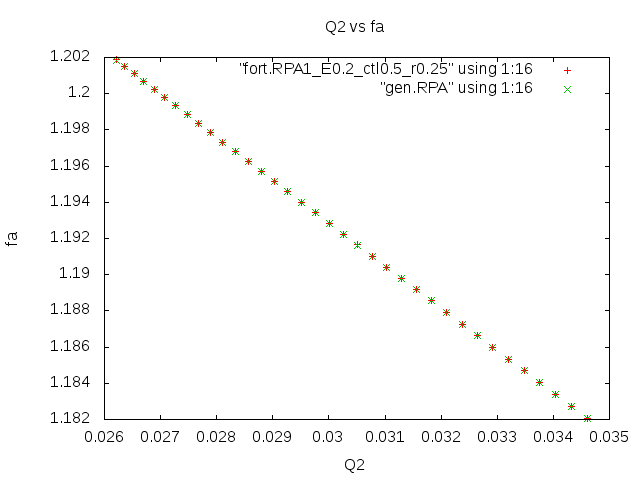 Q2 vs fa
"fort.RPA1_E0.2_ctl0.5_r0.25" using 1:16
"gen.RPA" using 1:16
1.202
1.2
1.198
1.196
1.194
1.192
1.19
1.188
1.186
1.184
1.182
fa
0.026 0.027 0.028 0.029 0.03 0.031 0.032 0.033 0.034 0.035
Q2